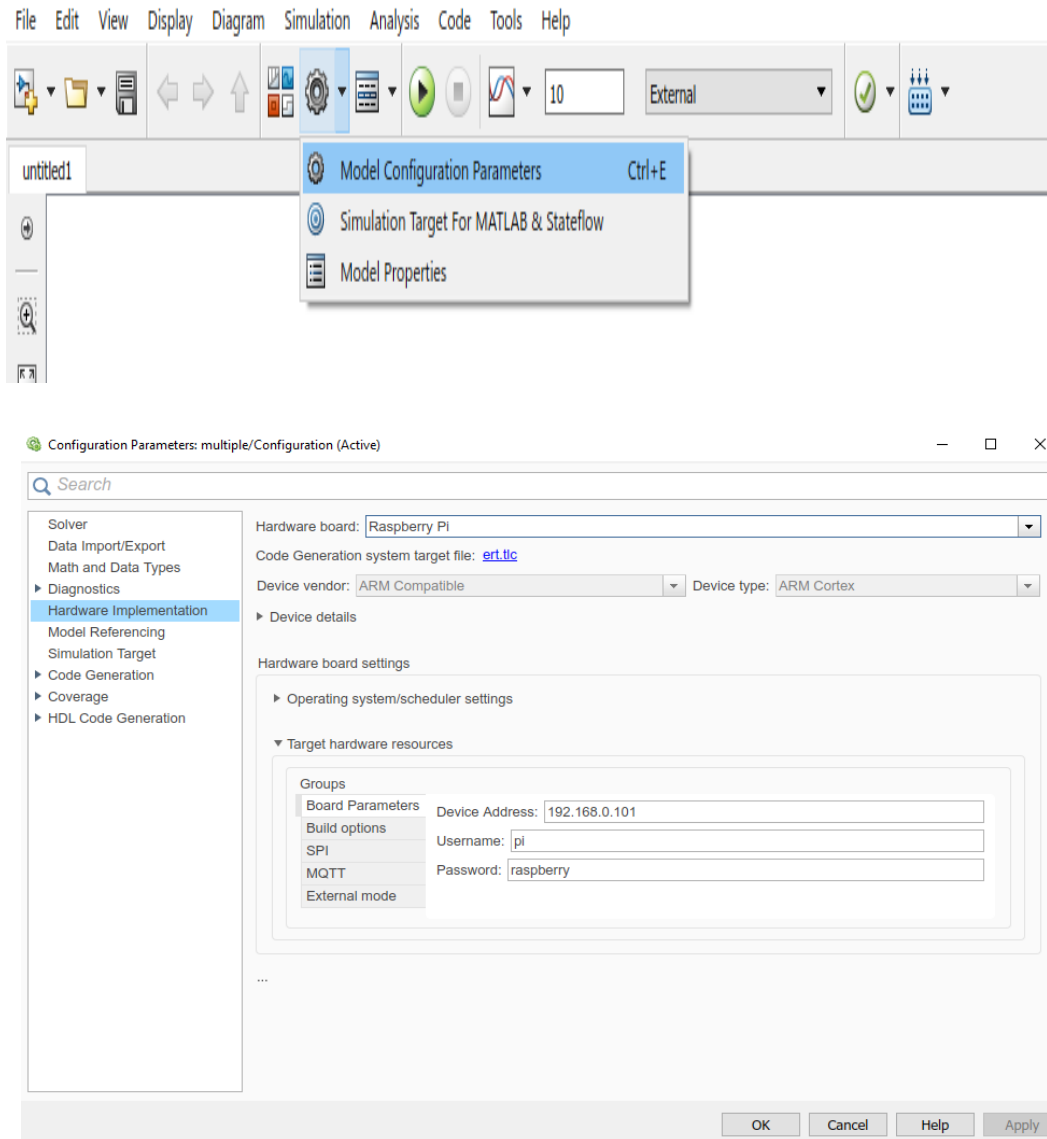 File Edit View Display Diagram Simulation Analysis Code Tools Help
10 External
untitled1
Model Configuration Parameters Ctrl+E
Simulation Target For MATLAB & Stateflow
Model Properties
Configuration Parameters: multiple/Configuration (Active)
Search
Solver
Data Import/Export
Math and Data Types
Diagnostics
Hardware Implementation
Model Referencing
Simulation Target
Code Generation
Coverage
HDL Code Generation
Hardware board: Raspberry Pi
Code Generation system target file: ert.tlc
Device vendor: ARM Compatible Device type: ARM Cortex
Device details
Hardware board settings
Operating system/scheduler settings
Target hardware resources
Groups
Board Parameters
Build options
SPI
MQTT
External mode
Device Address: 192.168.0.101
Username: pi
Password: raspberry
...
OK Cancel Help Apply